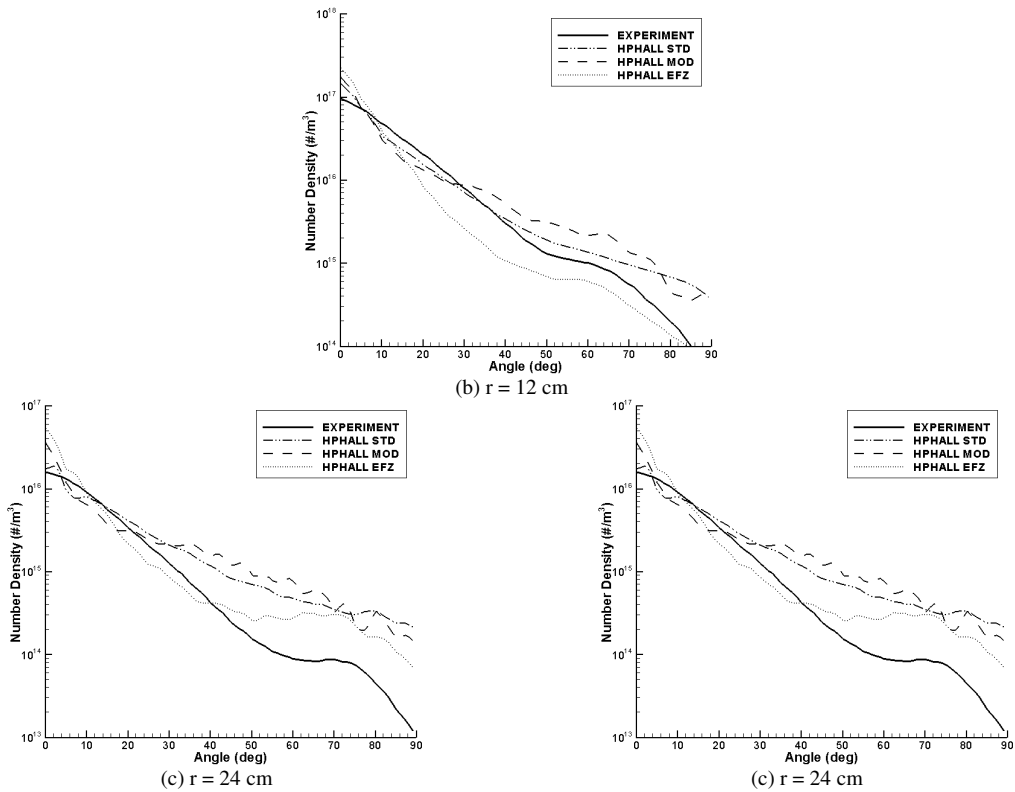 10^18
10^17
10^16
10^15
10^14
Number Density (#/m^3)
EXPERIMENT
HPHALL STD
HPHALL MOD
HPHALL EFZ
0 10 20 30 40 50 60 70 80 90
Angle (deg)
(b) r = 12 cm
10^17
10^16
10^15
10^14
10^13
Number Density (#/m^3)
EXPERIMENT
HPHALL STD
HPHALL MOD
HPHALL EFZ
0 10 20 30 40 50 60 70 80 90
Angle (deg)
(c) r = 24 cm
10^17
10^16
10^15
10^14
10^13
Number Density (#/m^3)
EXPERIMENT
HPHALL STD
HPHALL MOD
HPHALL EFZ
0 10 20 30 40 50 60 70 80 90
Angle (deg)
(c) r = 24 cm